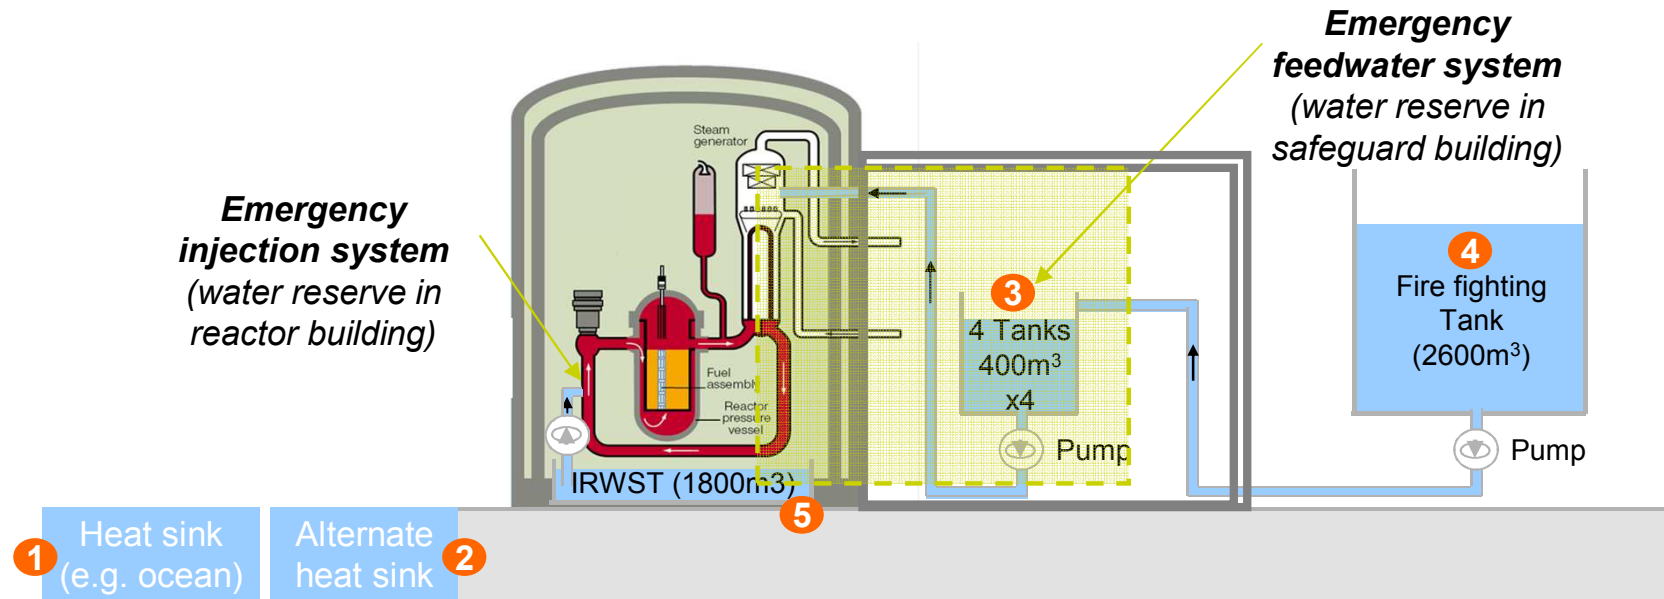 Emergency
feedwater system
(water reserve in
safeguard building)
Steam
generator
Emergency
injection system
(water reserve in
reactor building)
4
Fire fighting
Tank
(2600m³)
3
4 Tanks
400m³
x4
Fuel
assembly
Reactor
pressure
vessel
Pump
Pump
IRWST (1800m3)
5
1
Heat sink
(e.g. ocean)
Alternate
heat sink
2